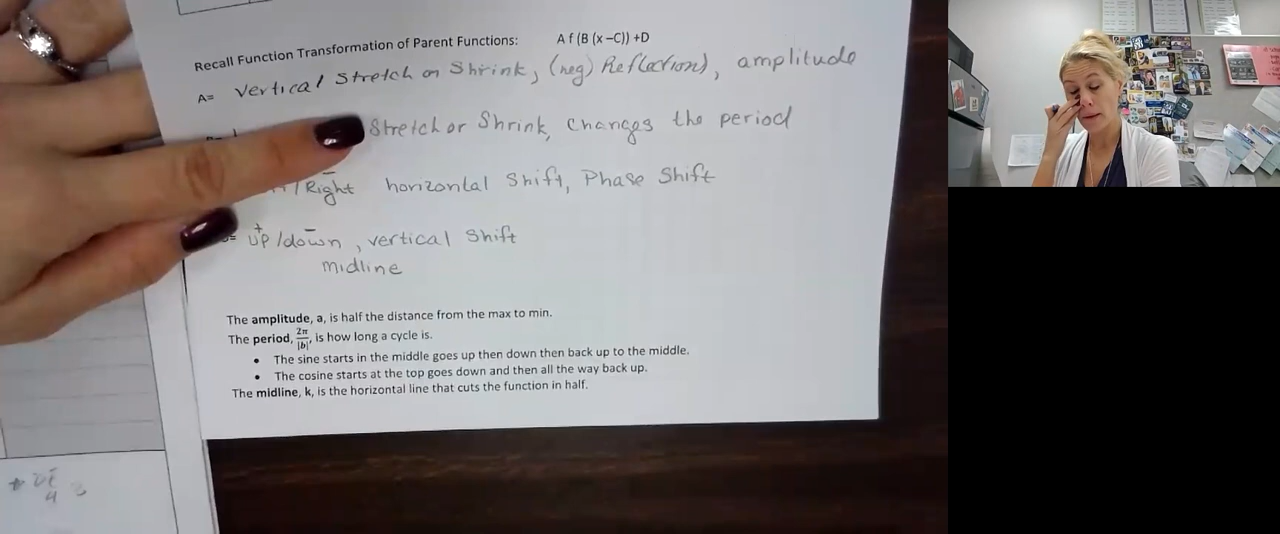 Recall Function Transformation of Parent Functions: A f (B (x –C)) +D
A= Vertical Stretch or Shrink, (neg) Reflection), amplitude
Stretch or Shrink, Changes the period
/Right horizontal Shift, Phase Shift
= up /down, vertical Shift
+ −
midline
The amplitude, a, is half the distance from the max to min.
The period, 2π/|b|, is how long a cycle is.
• The sine starts in the middle goes up then down then back up to the middle.
• The cosine starts at the top goes down and then all the way back up.
The midline, k, is the horizontal line that cuts the function in half.